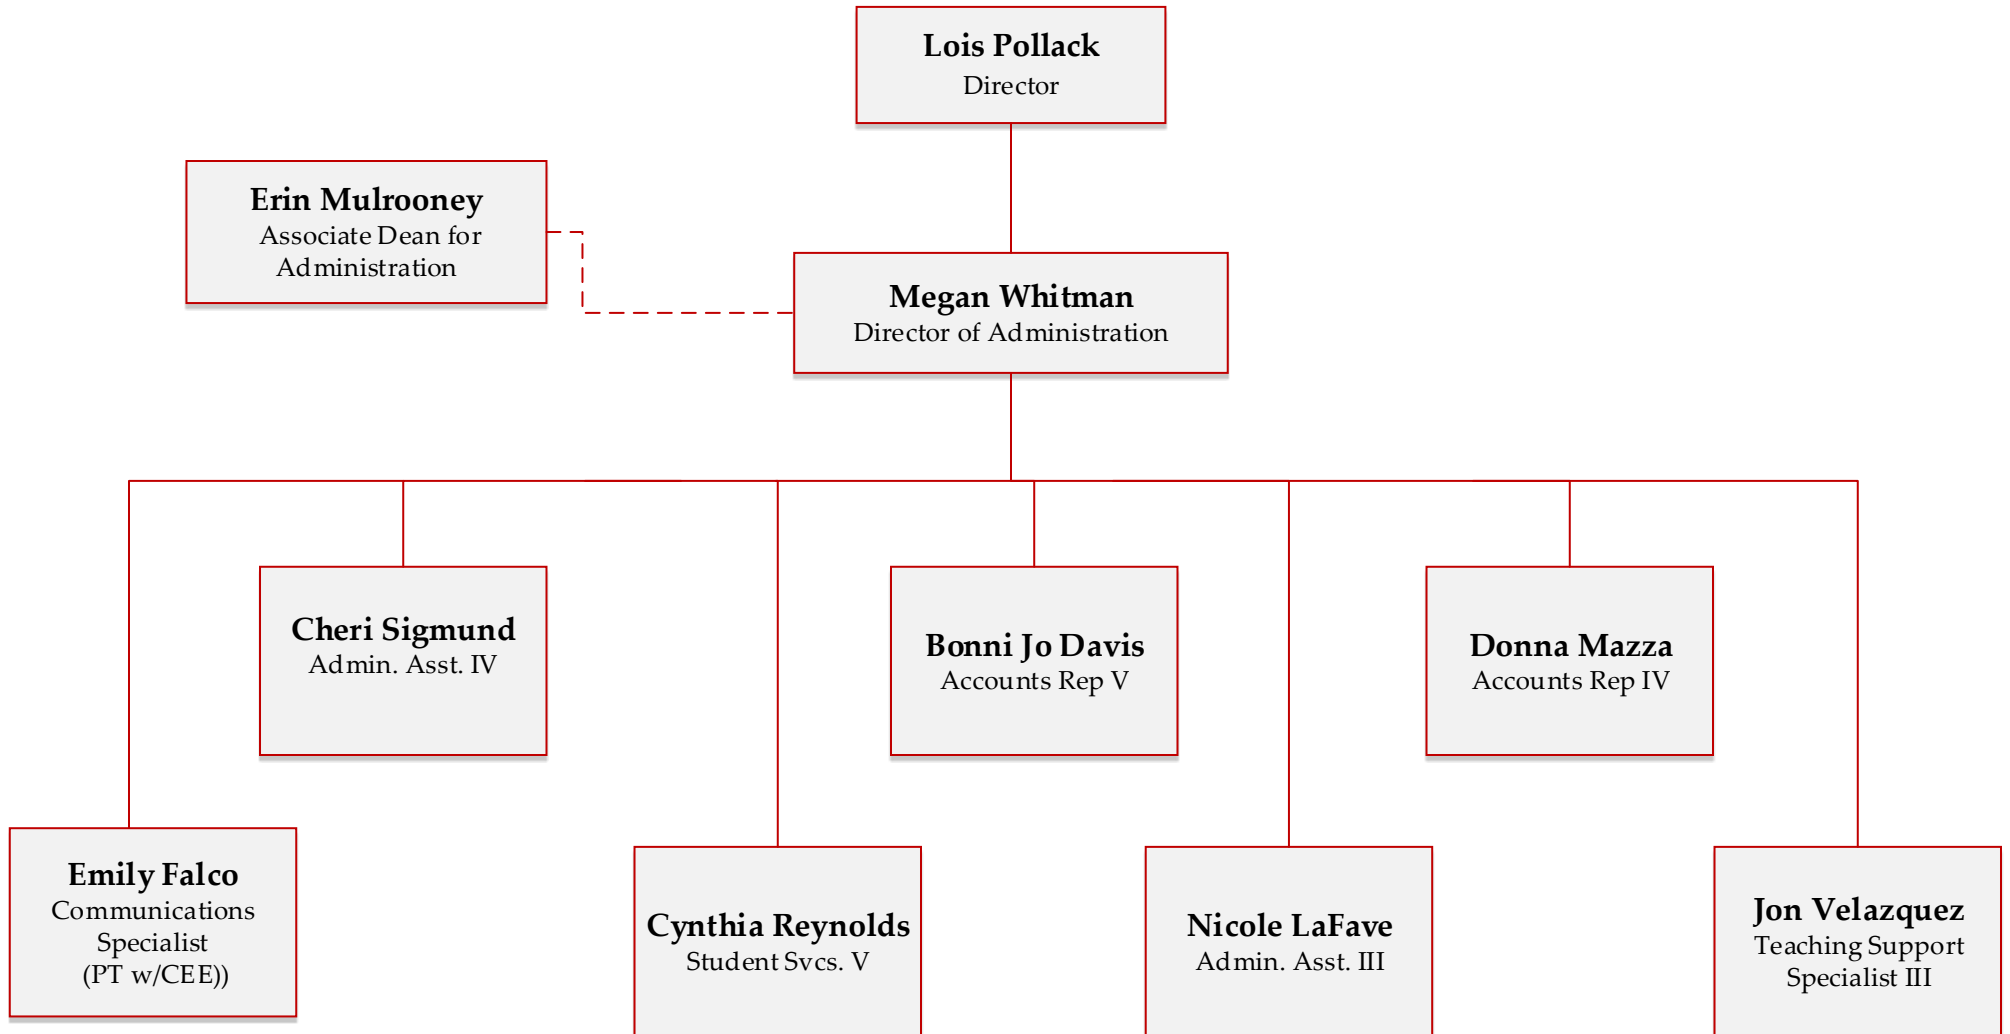 Lois Pollack
Director
Erin Mulrooney
Associate Dean for
Administration
Megan Whitman
Director of Administration
Cheri Sigmund
Admin. Asst. IV
Bonni Jo Davis
Accounts Rep V
Donna Mazza
Accounts Rep IV
Emily Falco
Communications
Specialist
(PT w/CEE))
Cynthia Reynolds
Student Svcs. V
Nicole LaFave
Admin. Asst. III
Jon Velazquez
Teaching Support
Specialist III